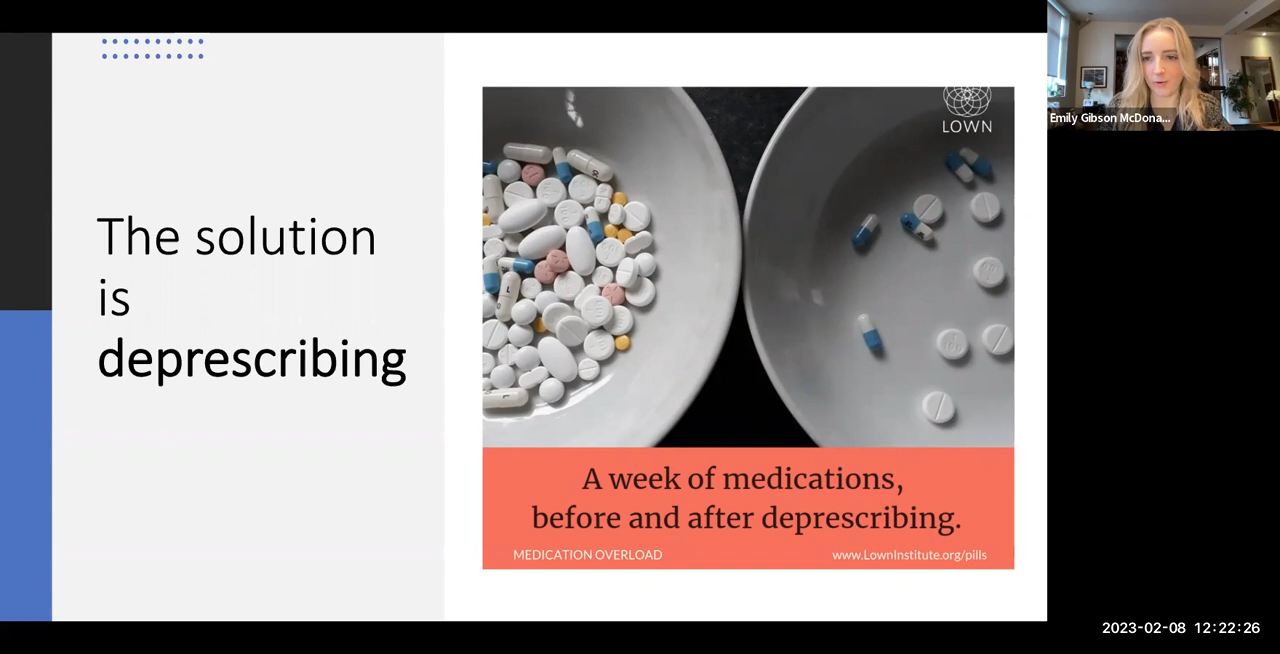 The solution
is
deprescribing
LOWN
A week of medications,
before and after deprescribing.
MEDICATION OVERLOAD
www.LownInstitute.org/pills
Emily Gibson McDona...
2023-02-08 12:22:26